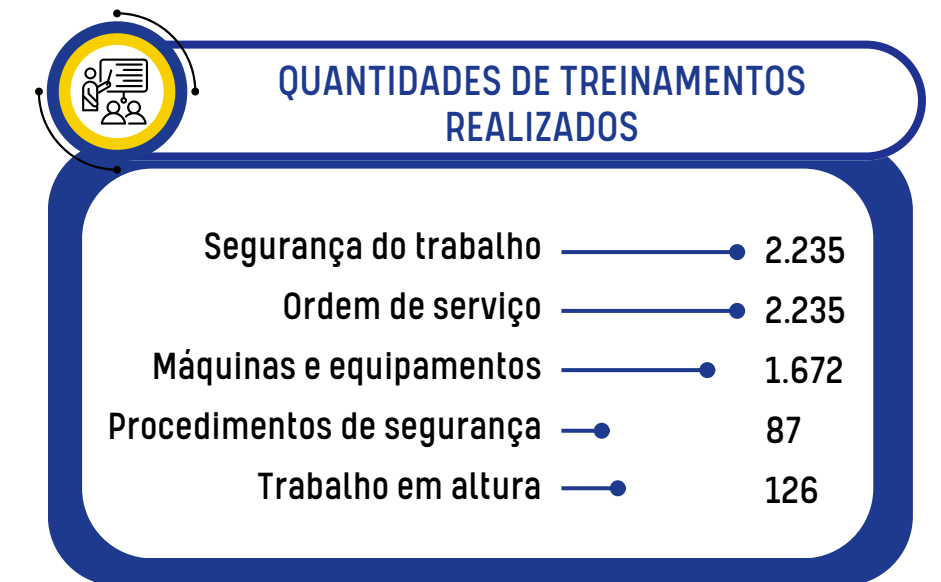 QUANTIDADES DE TREINAMENTOS
REALIZADOS
Segurança do trabalho 2.235
Ordem de serviço 2.235
Máquinas e equipamentos 1.672
Procedimentos de segurança 87
Trabalho em altura 126